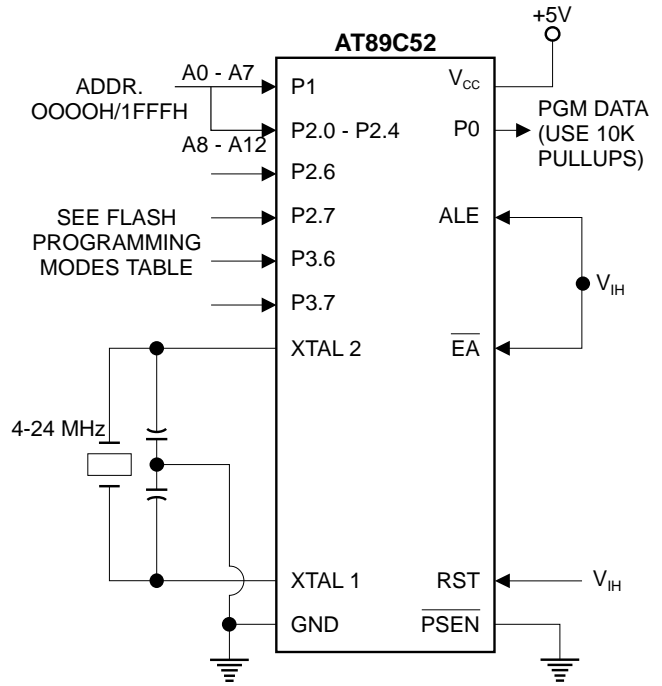 +5V
AT89C52
ADDR.
OOOOH/1FFFH
A0 - A7
A8 - A12
P1
P2.0 - P2.4
P2.6
P2.7
SEE FLASH
PROGRAMMING
MODES TABLE
P3.6
P3.7
XTAL 2
4-24 MHz
XTAL 1
GND
VCC
P0
PGM DATA
(USE 10K
PULLUPS)
ALE
VIH
EA
RST
VIH
PSEN